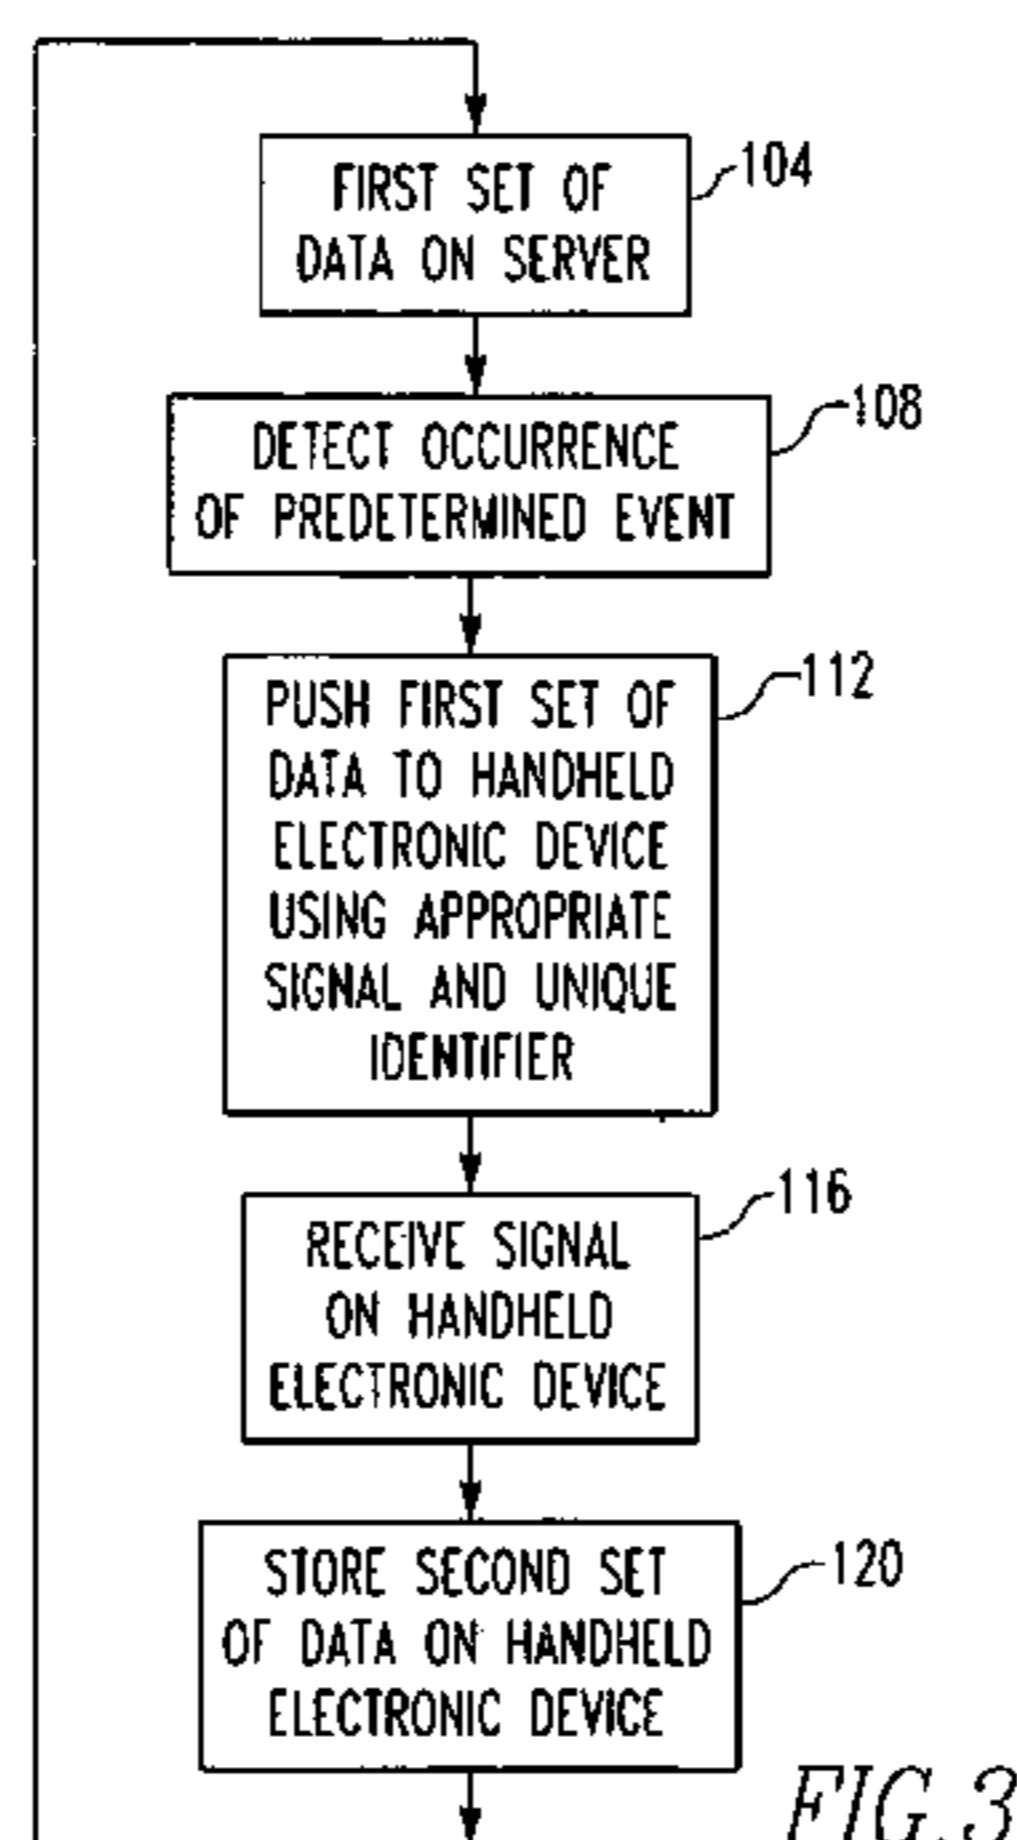 FIRST SET OF
DATA ON SERVER
104
DETECT OCCURRENCE
OF PREDETERMINED EVENT
108
PUSH FIRST SET OF
DATA TO HANDHELD
ELECTRONIC DEVICE
USING APPROPRIATE
SIGNAL AND UNIQUE
IDENTIFIER
112
RECEIVE SIGNAL
ON HANDHELD
ELECTRONIC DEVICE
116
STORE SECOND SET
OF DATA ON HANDHELD
ELECTRONIC DEVICE
120
FIG.3